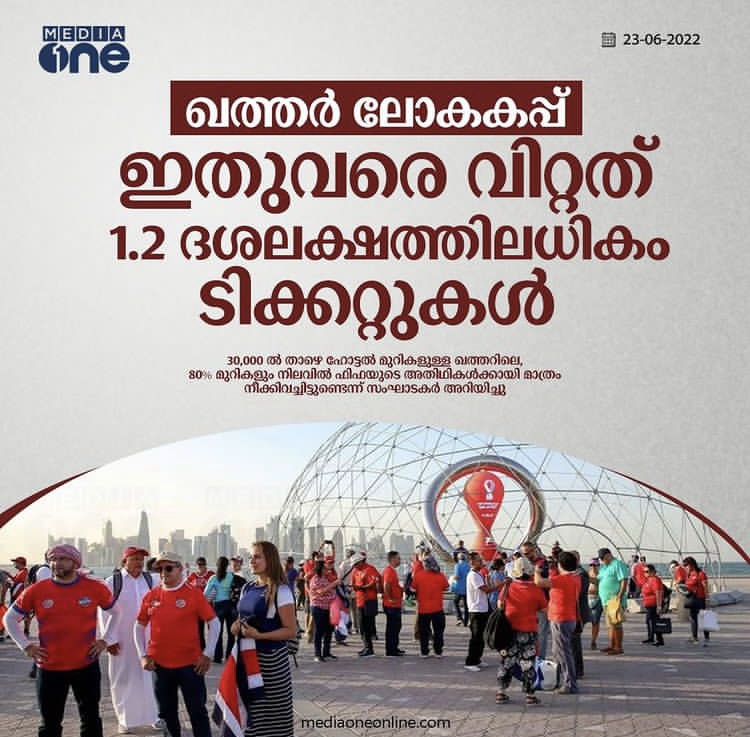 MEDIA
one
23-06-2022
ഖത്തർ ലോകകപ്പ്
ഇതുവരെ വിറ്റത്
1.2 ദശലക്ഷത്തിലധികം
ടിക്കറ്റുകൾ
30,000 ൽ താഴെ ഹോട്ടൽ മുറികളുള്ള ഖത്തറിലെ,
80% മുറികളും നിലവിൽ ഫിഫയുടെ അതിഥികൾക്കായി മാത്രം
നീക്കിവച്ചിട്ടുണ്ടെന്ന് സംഘാടകർ അറിയിച്ചു
mediaoneonline.com